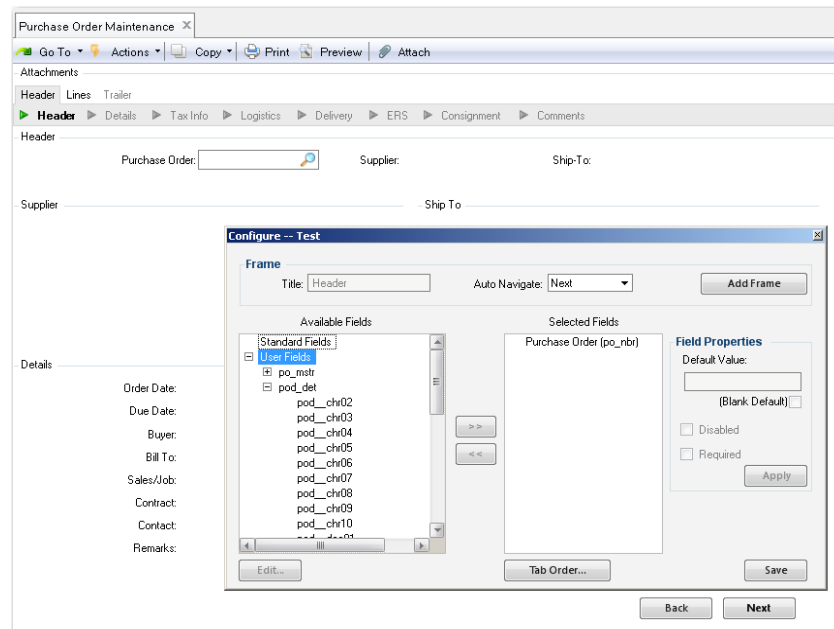 Purchase Order Maintenance
Go To Actions Copy Print Preview Attach
Attachments
Header Lines Trailer
Header Details Tax Info Logistics Delivery ERS Consignment Comments
Header
Purchase Order: Supplier: Ship-To:
Supplier Ship To
Configure -- Test
Frame
Title: Header Auto Navigate: Next Add Frame
Available Fields Selected Fields
Standard Fields Purchase Order (po_nbr) Field Properties
User Fields Default Value:
po_mstr
pod_det
pod__chr02 (Blank Default)
pod__chr03
pod__chr04 >> Disabled
pod__chr05
pod__chr06 << Required
pod__chr07 Apply
pod__chr08
pod__chr09
pod__chr10
Edit... Tab Order... Save
Details
Order Date:
Due Date:
Buyer:
Bill To:
Sales/Job:
Contract:
Contact:
Remarks:
Back Next